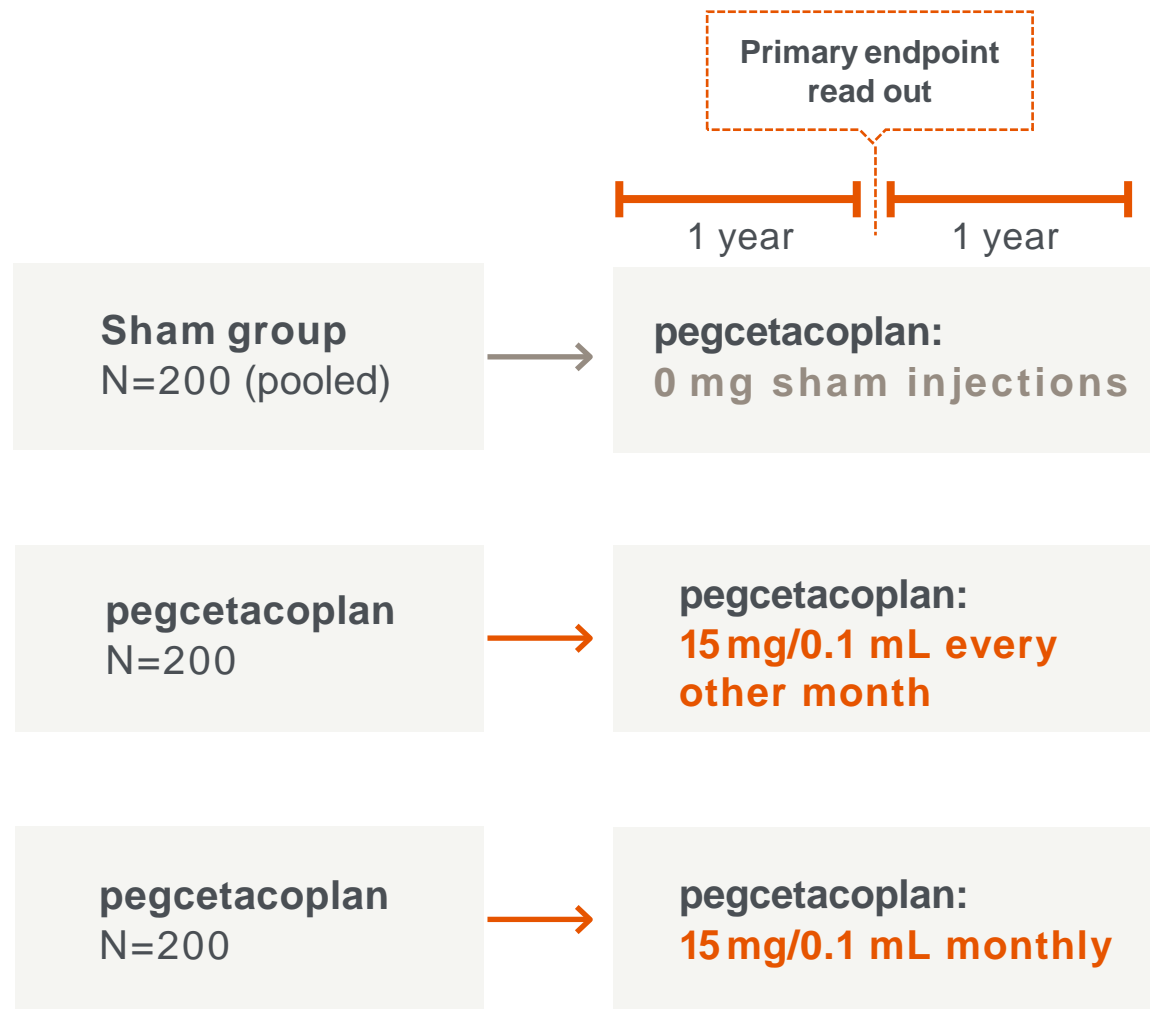 Primary endpoint
read out
1 year
1 year
Sham group
N=200 (pooled)
pegcetacoplan:
0 mg sham injections
pegcetacoplan
N=200
pegcetacoplan:
15 mg/0.1 mL every
other month
pegcetacoplan
N=200
pegcetacoplan:
15 mg/0.1 mL monthly